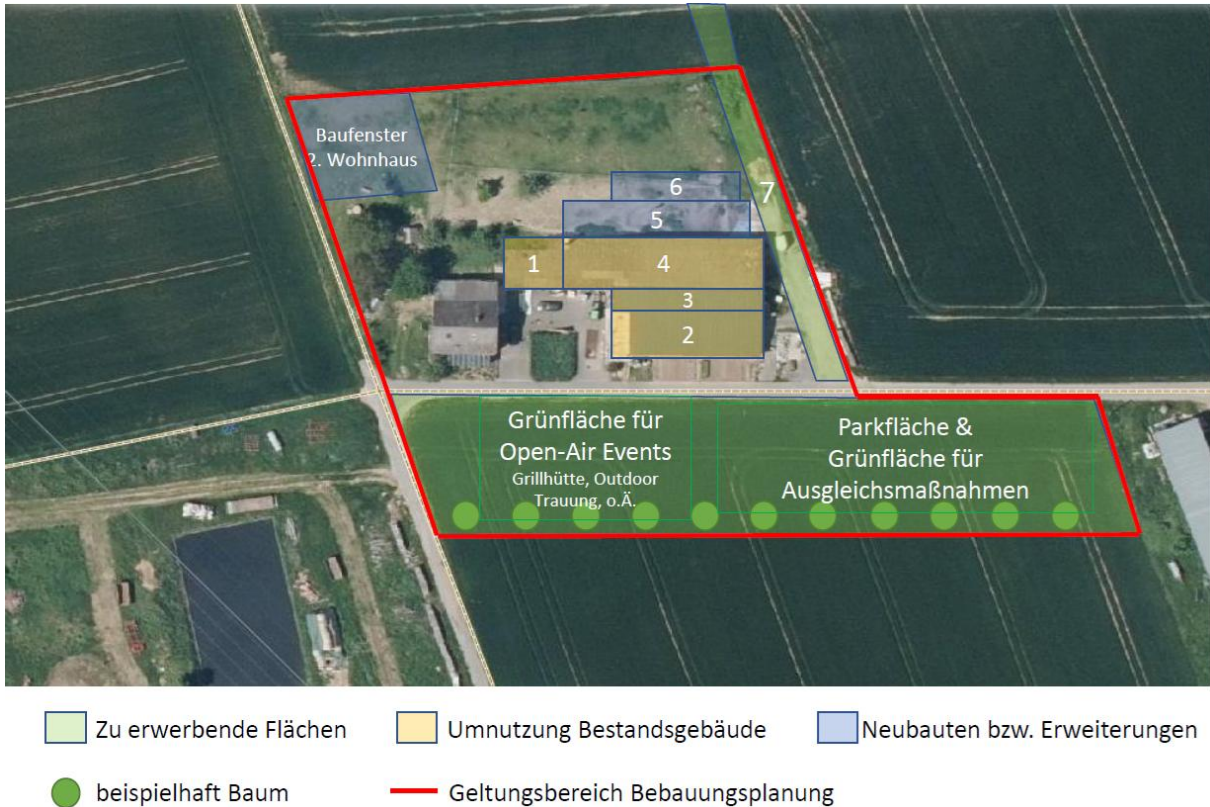 Baufenster
2. Wohnhaus
6
7
5
1
4
3
2
Grünfläche für
Open-Air Events
Grillhütte, Outdoor
Trauung, o.Ä.
Parkfläche &
Grünfläche für
Ausgleichsmaßnahmen
Zu erwerbende Flächen
Umnutzung Bestandsgebäude
Neubauten bzw. Erweiterungen
beispielhaft Baum
Geltungsbereich Bebauungsplanung